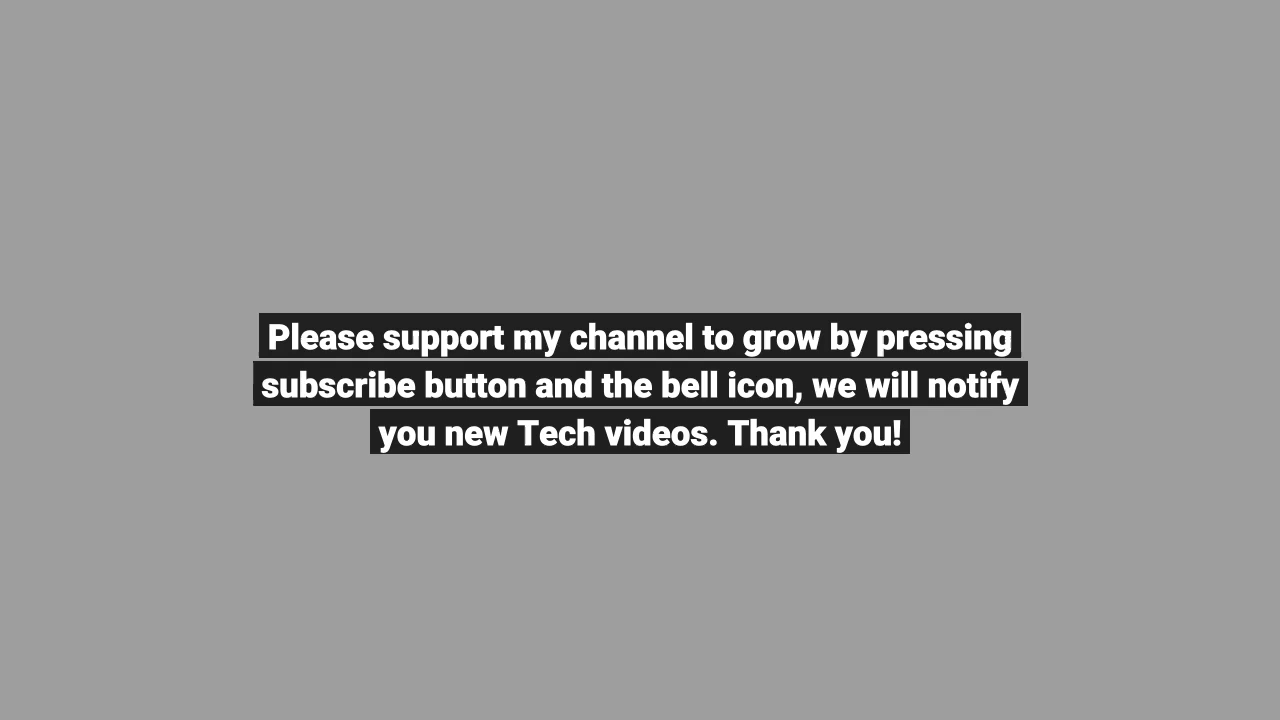 Please support my channel to grow by pressing
subscribe button and the bell icon, we will notify
you new Tech videos. Thank you!